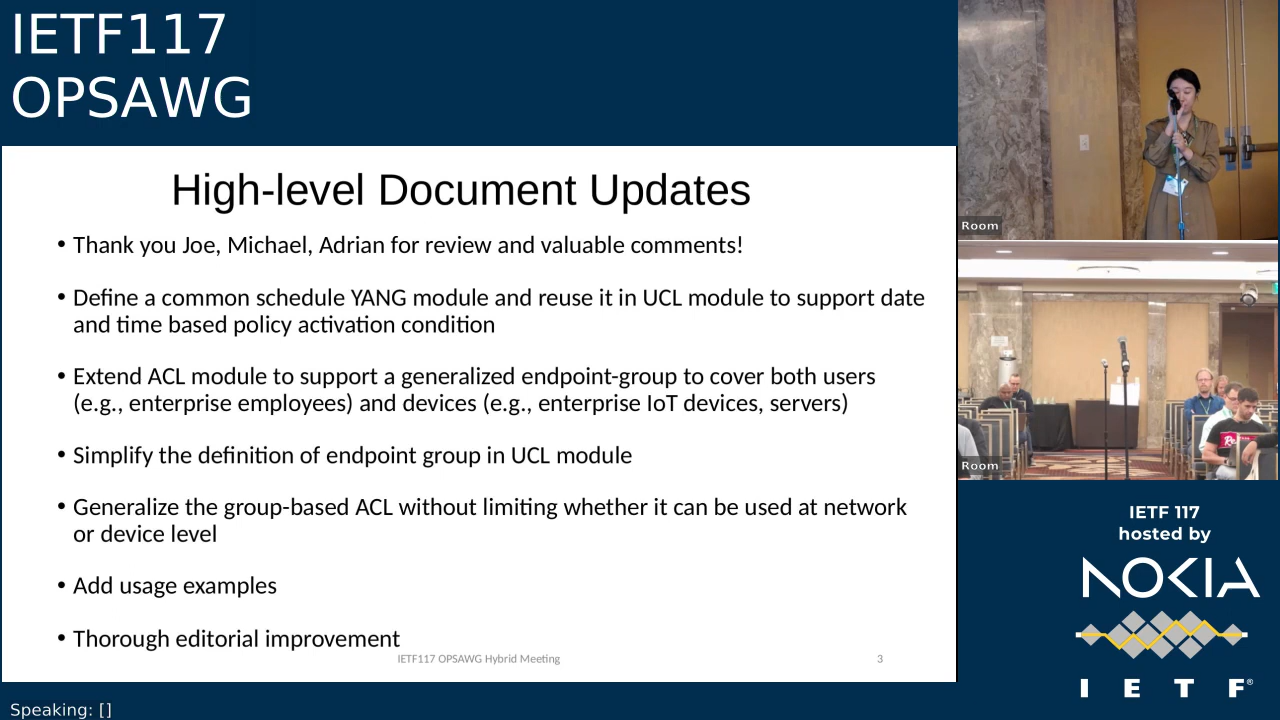 IETF117
OPSAWG
High-level Document Updates
• Thank you Joe, Michael, Adrian for review and valuable comments!
• Define a common schedule YANG module and reuse it in UCL module to support date
and time based policy activation condition
• Extend ACL module to support a generalized endpoint-group to cover both users
(e.g., enterprise employees) and devices (e.g., enterprise IoT devices, servers)
• Simplify the definition of endpoint group in UCL module
• Generalize the group-based ACL without limiting whether it can be used at network
or device level
• Add usage examples
• Thorough editorial improvement
IETF117 OPSAWG Hybrid Meeting
3
Room
Room
IETF 117
hosted by
NOKIA
I E T F®
Speaking: []